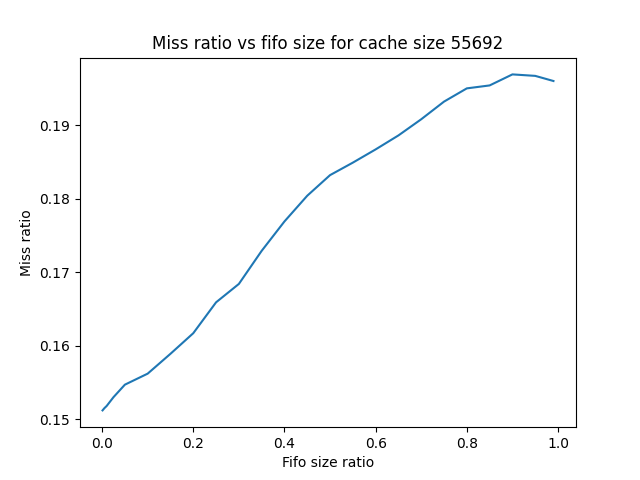 Miss ratio vs fifo size for cache size 55692
Miss ratio
0.19
0.18
0.17
0.16
0.15
0.0 0.2 0.4 0.6 0.8 1.0
Fifo size ratio